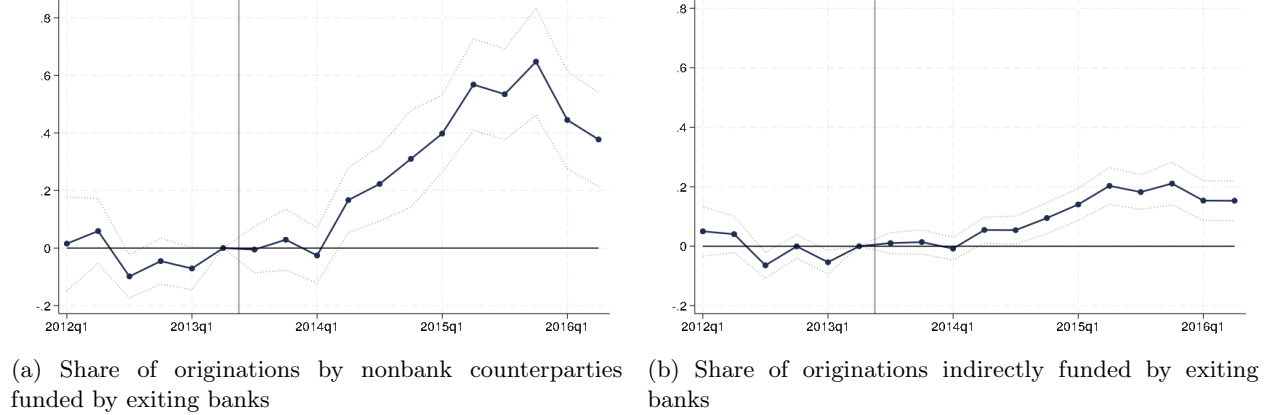 .8
.6
.4
.2
0
-.2
2012q1 2013q1 2014q1 2015q1 2016q1
(a) Share of originations by nonbank counterparties
funded by exiting banks
.8
.6
.4
.2
0
-.2
2012q1 2013q1 2014q1 2015q1 2016q1
(b) Share of originations indirectly funded by exiting
banks